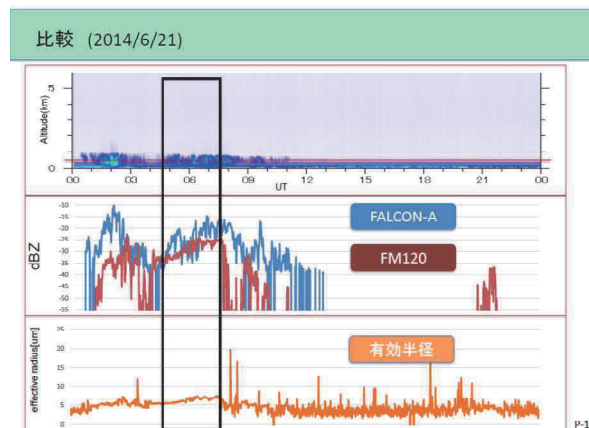 比較 (2014/6/21)
Altitude(km)
5
0
00 03 06 09 12 15 18 21 00
UT
dBZ
-10
-15
-20
-25
-30
-35
-40
-45
-50
-55
FALCON-A
FM120
effective radius[um]
25
20
15
10
5
0
有効半径
P-1